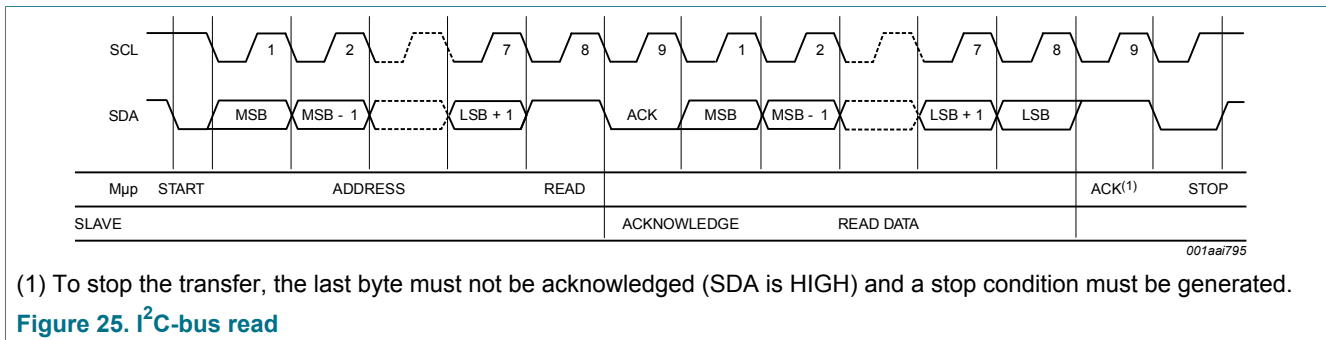 SCL 1 2 7 8 9 1 2 7 8 9
SDA MSB MSB - 1 LSB + 1 ACK MSB MSB - 1 LSB + 1 LSB
Mµp START ADDRESS READ ACK(1) STOP
SLAVE ACKNOWLEDGE READ DATA
001aai795
(1) To stop the transfer, the last byte must not be acknowledged (SDA is HIGH) and a stop condition must be generated.
Figure 25. I2C-bus read